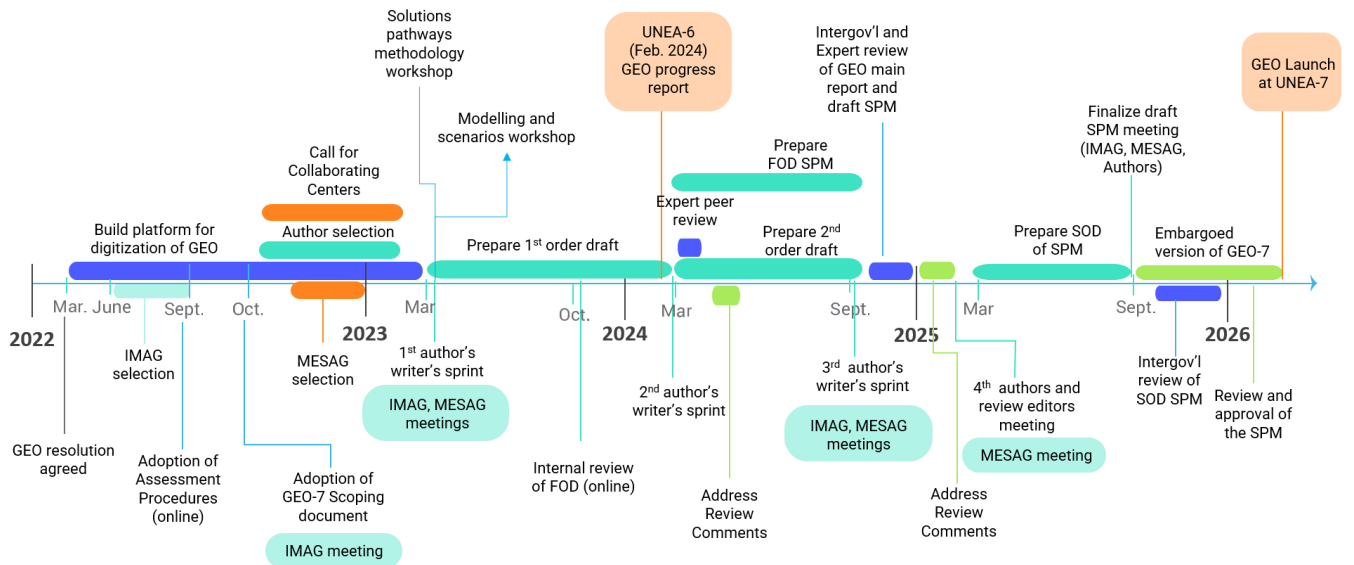 Solutions
pathways
methodology
workshop
UNEA-6
(Feb. 2024)
GEO progress
report
Intergov'l and
Expert review
of GEO main
report and
draft SPM
GEO Launch
at UNEA-7
Modelling and
scenarios workshop
Finalize draft
SPM meeting
(IMAG, MESAG,
Authors)
Call for
Collaborating
Centers
Prepare
FOD SPM
Expert peer
review
Build platform for
digitization of GEO
Author selection
Prepare 1st order draft
Prepare 2nd
order draft
Prepare SOD
of SPM
Embargoed
version of GEO-7
Mar.
June
Sept.
Oct.
Mar
Oct.
Mar
Sept.
Mar
Sept.
2022
2023
2024
2025
2026
IMAG
selection
MESAG
selection
1st author's
writer's sprint
IMAG, MESAG
meetings
2nd author's
writer's sprint
3rd author's
writer's sprint
IMAG, MESAG
meetings
4th authors and
review editors
meeting
MESAG meeting
Intergov'l
review of
SOD SPM
Review and
approval of
the SPM
GEO resolution
agreed
Adoption of
Assessment
Procedures
(online)
Adoption of
GEO-7 Scoping
document
IMAG meeting
Internal review
of FOD (online)
Address
Review
Comments
Address
Review
Comments